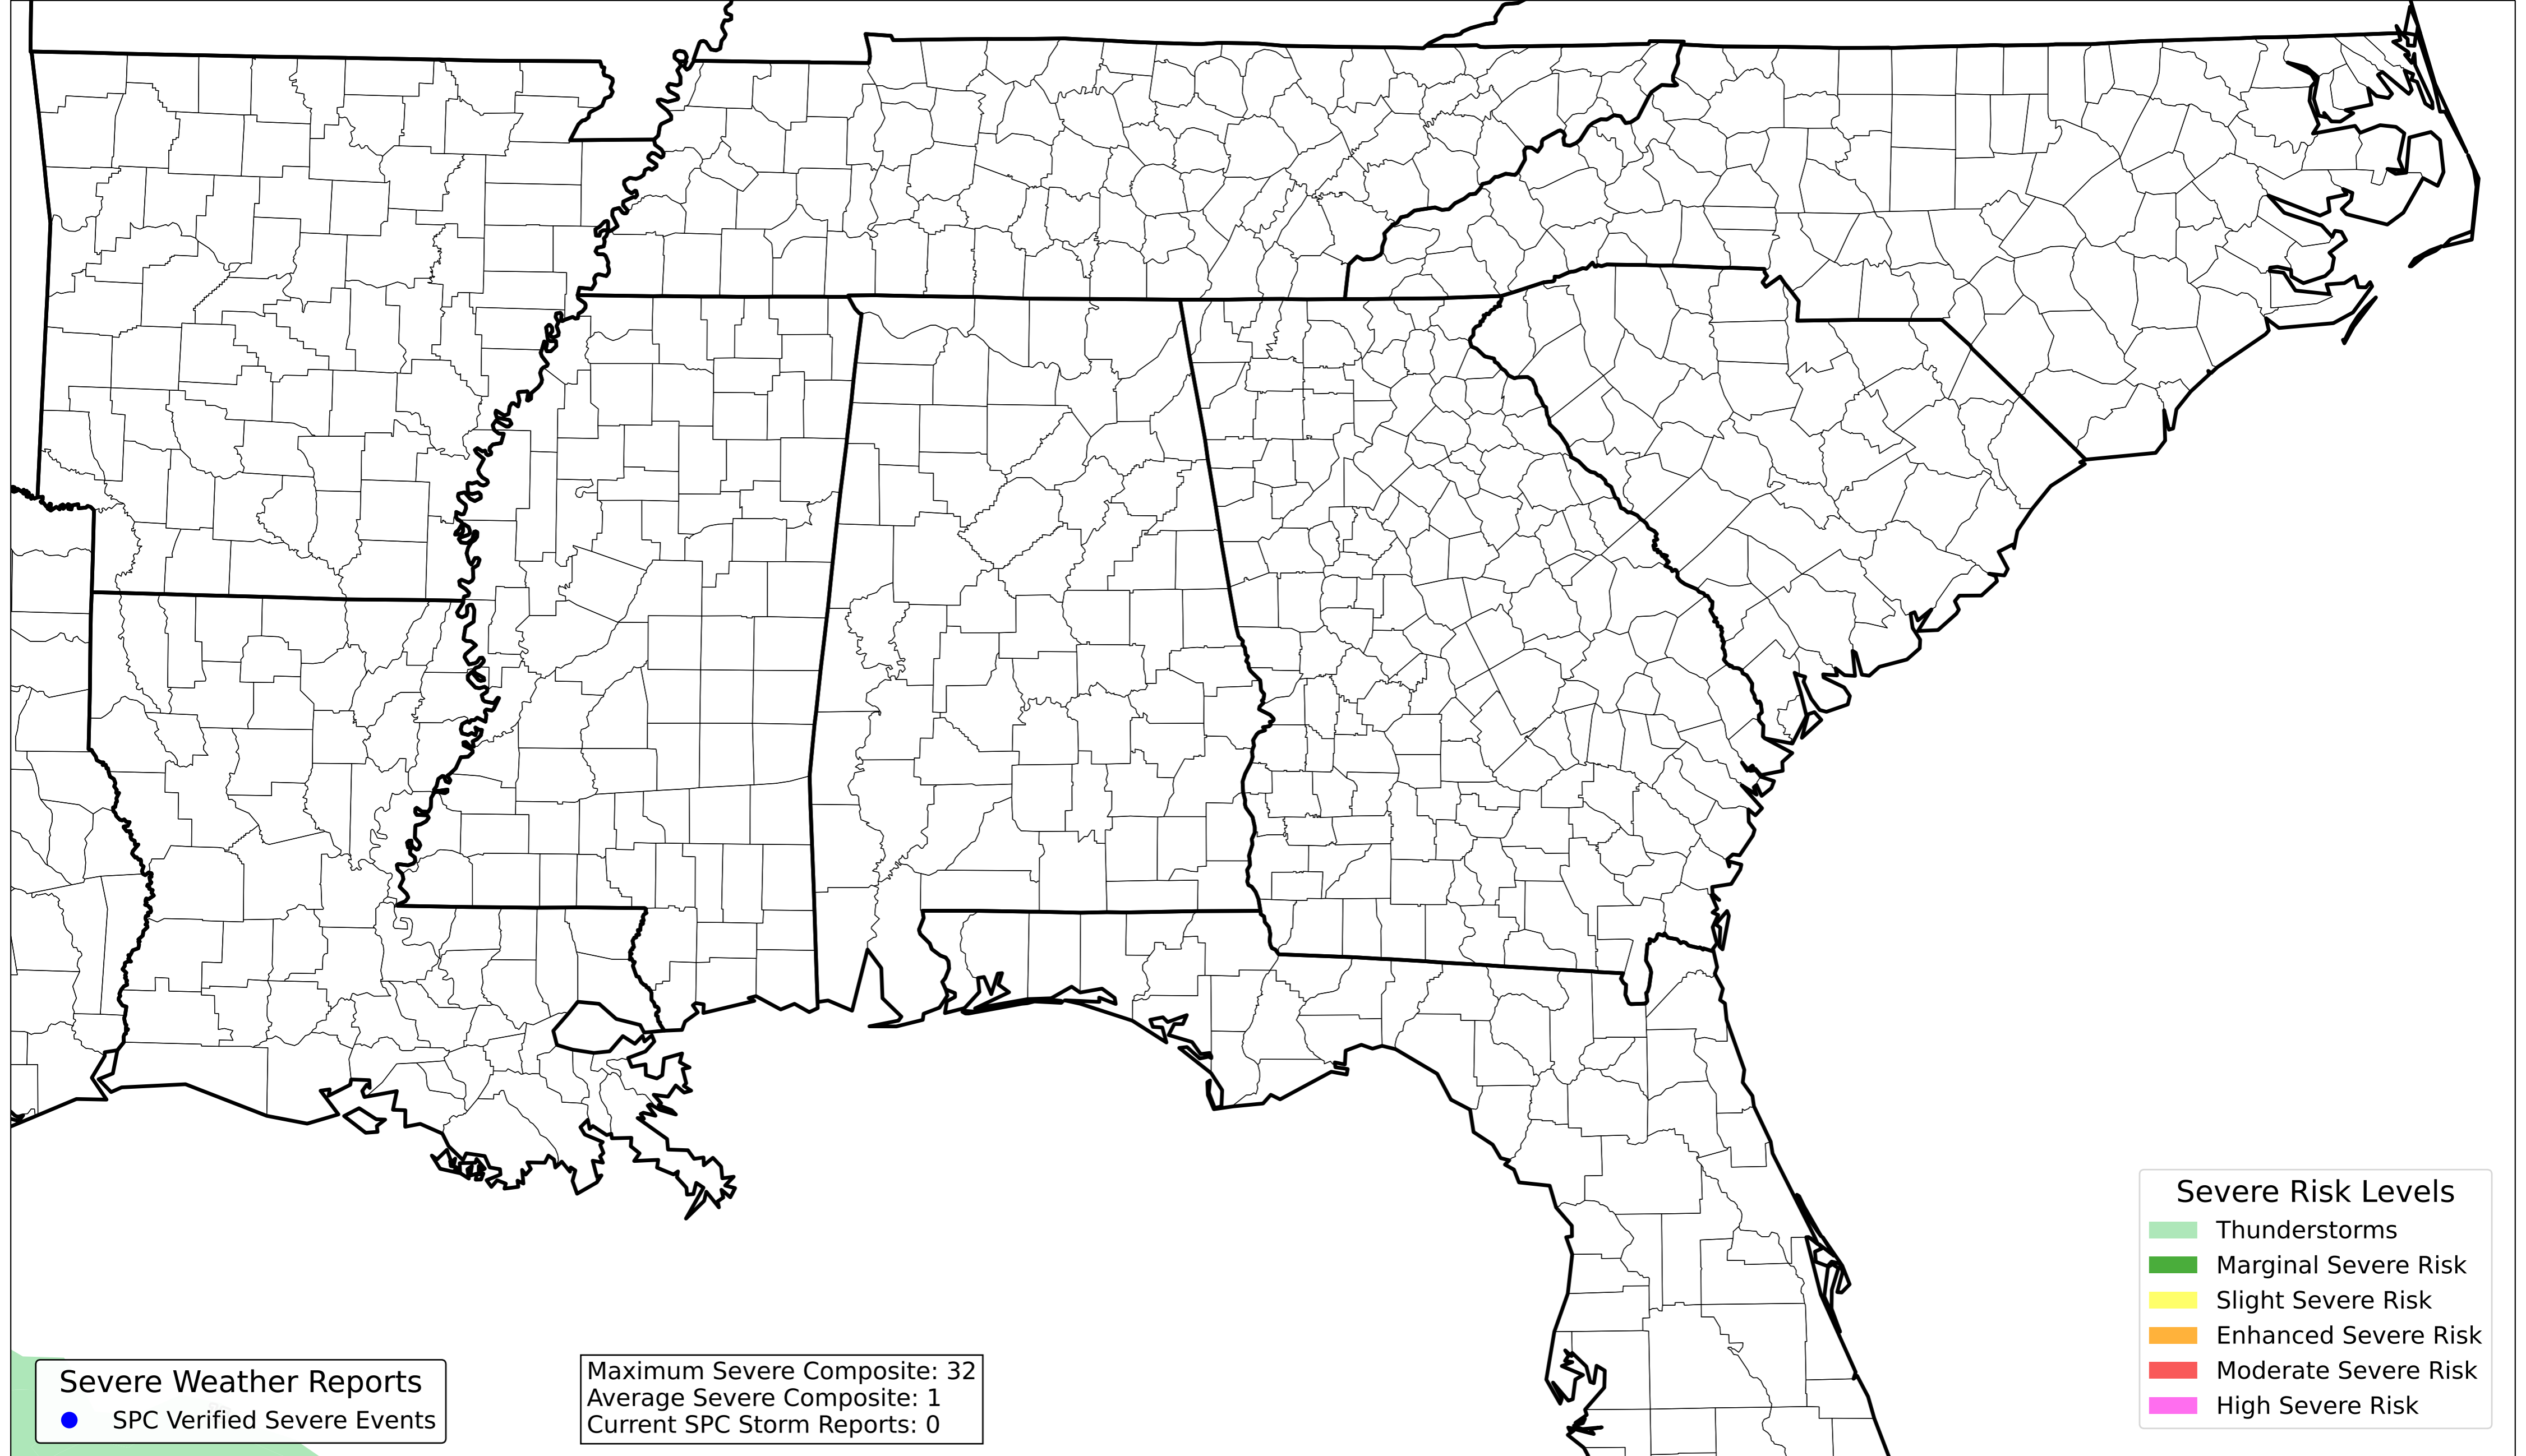 Severe Weather Reports
SPC Verified Severe Events
Maximum Severe Composite: 32
Average Severe Composite: 1
Current SPC Storm Reports: 0
Severe Risk Levels
Thunderstorms
Marginal Severe Risk
Slight Severe Risk
Enhanced Severe Risk
Moderate Severe Risk
High Severe Risk